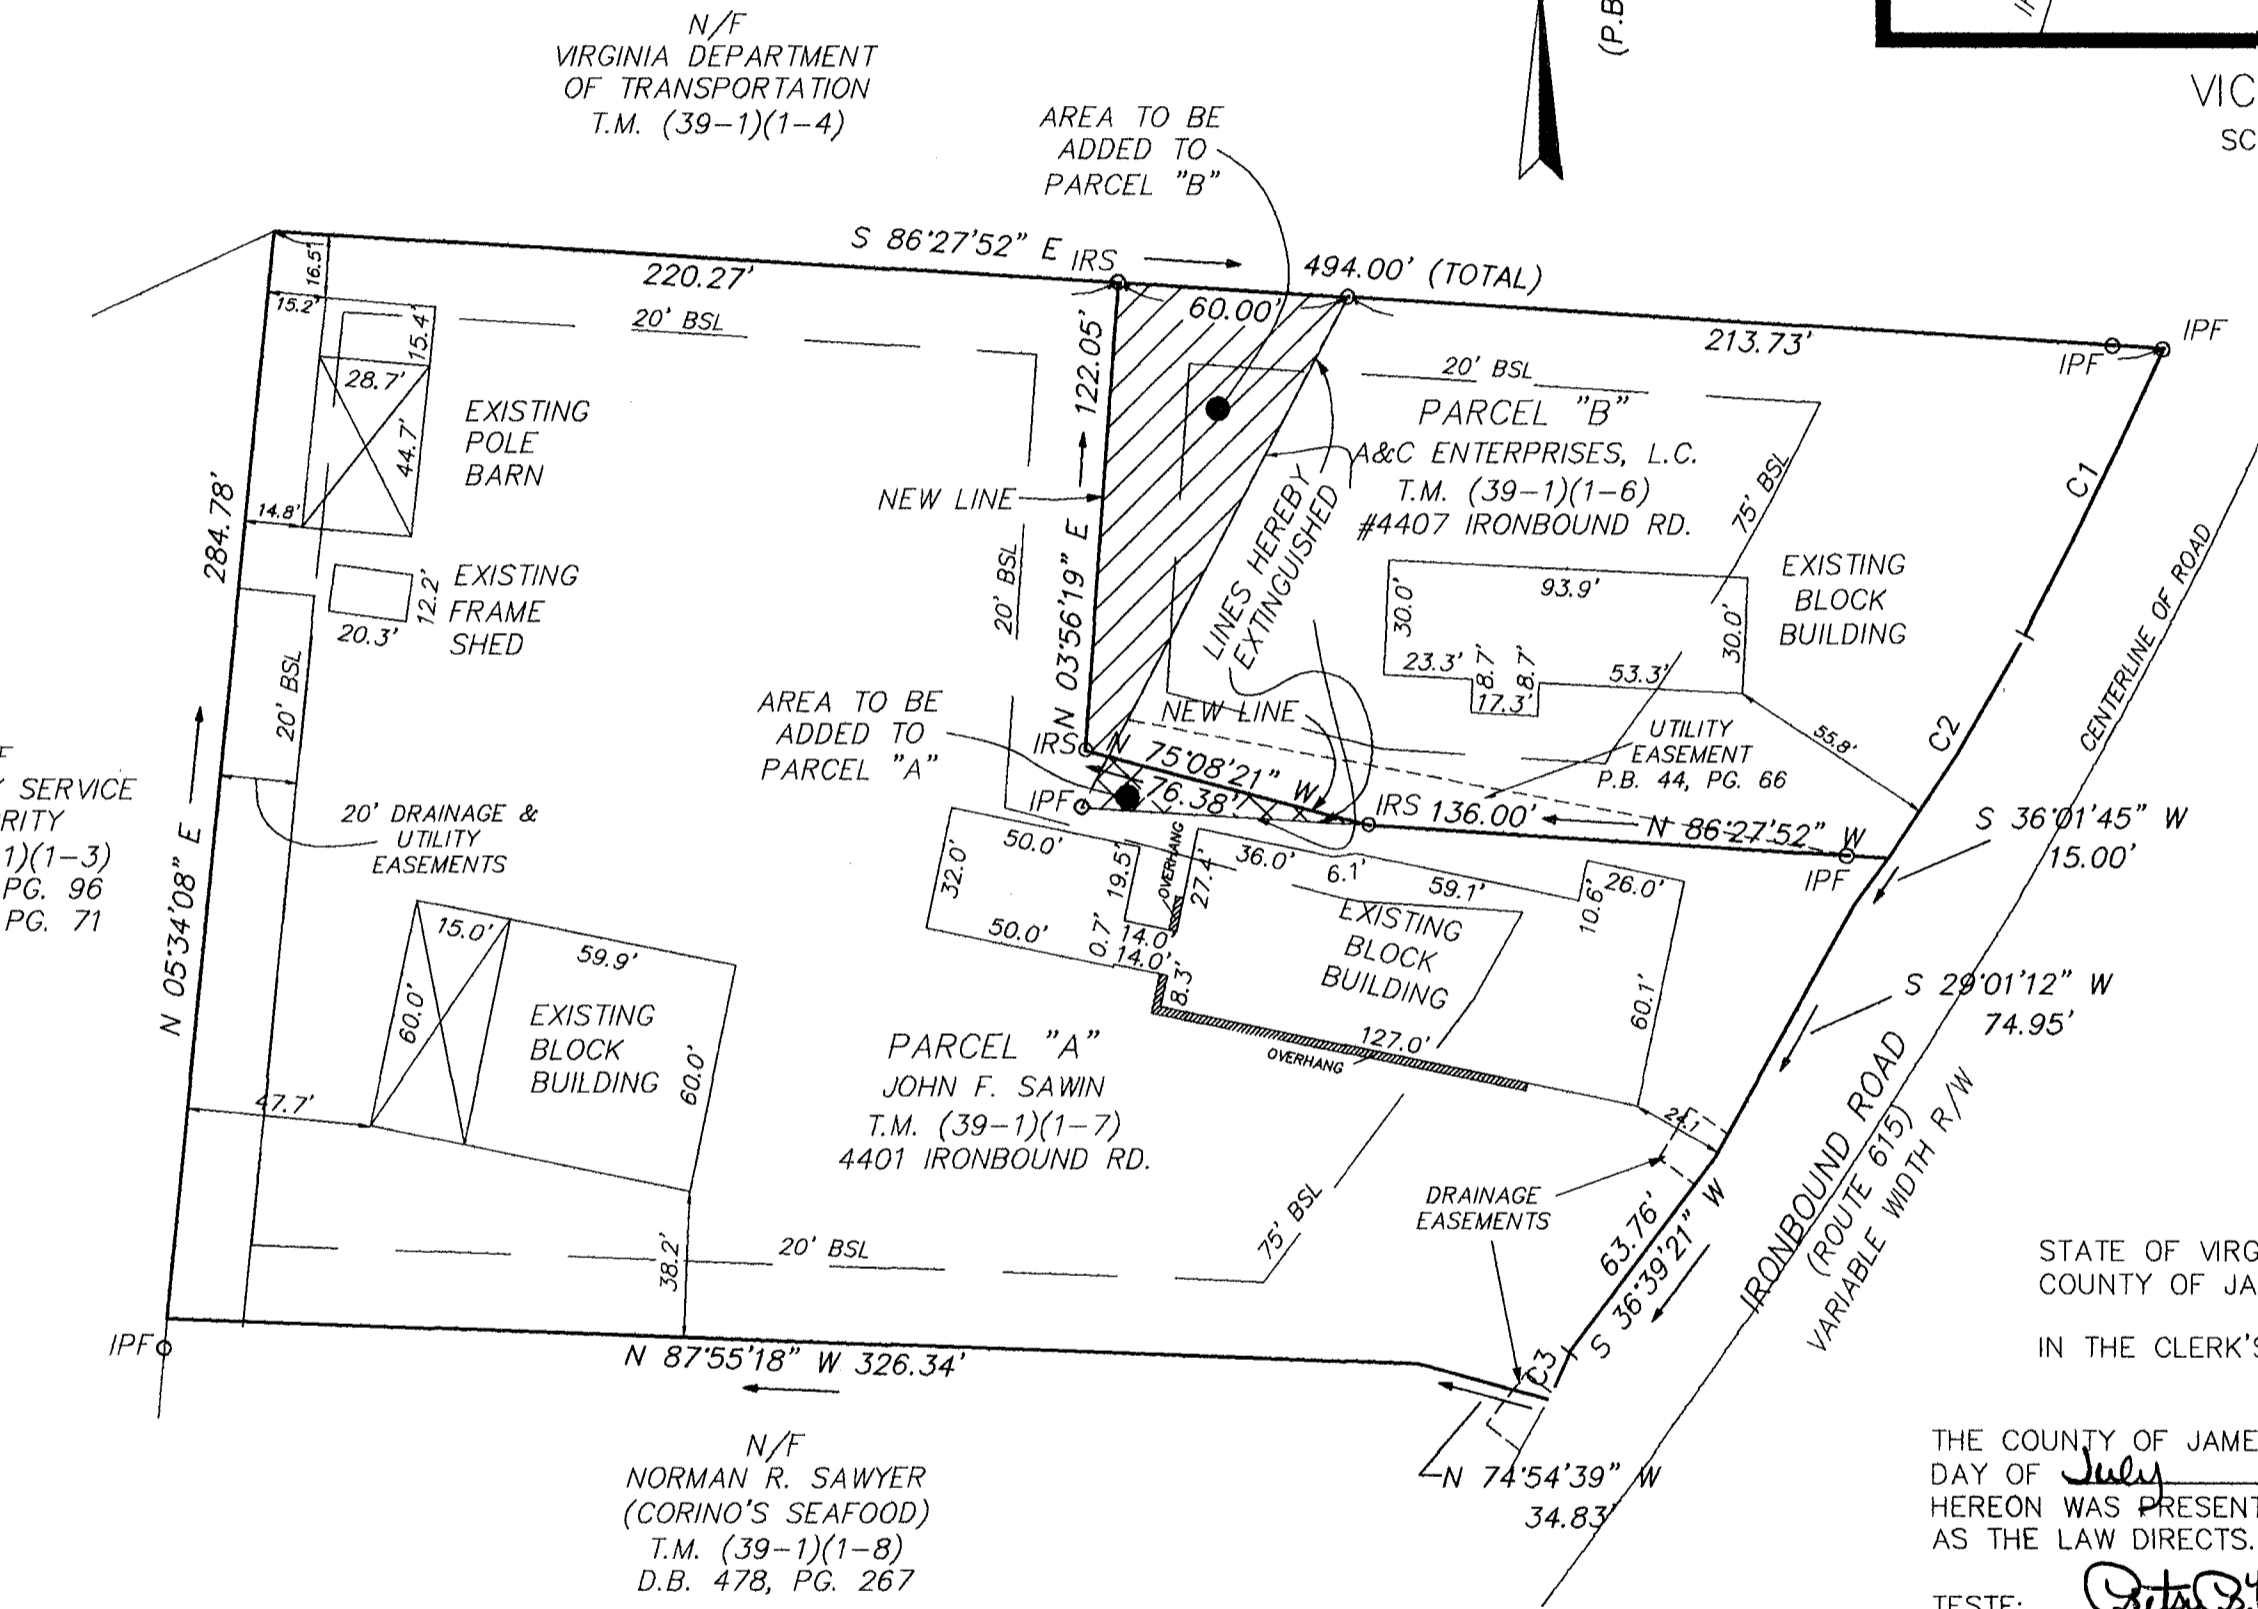 N/F
VIRGINIA DEPARTMENT
OF TRANSPORTATION
T.M. (39-1)(1-4)
AREA TO BE
ADDED TO
PARCEL "B"
(P.B
VIC
SC
S 86°27'52" E
IRS
494.00' (TOTAL)
220.27'
60.00'
213.73'
IPF
IPF
16.5'
15.2'
20' BSL
15.4'
28.7'
44.7'
EXISTING
POLE
BARN
14.8'
284.78'
N 05°34'08" E
EXISTING
FRAME
SHED
12.2'
20.3'
20' BSL
20' DRAINAGE &
UTILITY
EASEMENTS
SERVICE
RITY
1)(1-3)
PG. 96
PG. 71
NEW LINE
N 03°56'19" E
122.05'
20' BSL
LINES HEREBY
EXTINGUISHED
20' BSL
PARCEL "B"
A&C ENTERPRISES, L.C.
T.M. (39-1)(1-6)
#4407 IRONBOUND RD.
75' BSL
C1
CENTERLINE OF ROAD
EXISTING
BLOCK
BUILDING
93.9'
30.0'
30.0'
23.3'
8.7'
8.7'
17.3'
53.3'
55.8'
C2
AREA TO BE
ADDED TO
PARCEL "A"
NEW LINE
UTILITY
EASEMENT
P.B. 44, PG. 66
IRS
N 75°08'21" W
76.38'
IPF
IRS
136.00'
N 86°27'52" W
IPF
S 36°01'45" W
15.00'
S 29°01'12" W
74.95'
50.0'
32.0'
19.5'
OVERHANG
27.4'
36.0'
6.1'
59.1'
10.6'
26.0'
50.0'
0.7'
14.0'
14.0'
8.3'
EXISTING
BLOCK
BUILDING
60.1'
127.0'
OVERHANG
24.1
15.0'
59.9'
60.0'
60.0'
EXISTING
BLOCK
BUILDING
47.7'
38.2'
PARCEL "A"
JOHN F. SAWIN
T.M. (39-1)(1-7)
4401 IRONBOUND RD.
20' BSL
75' BSL
DRAINAGE
EASEMENTS
63.76'
S 36°39'21" W
C3
IRONBOUND ROAD
(ROUTE 615)
VARIABLE WIDTH R/W
IPF
N 87°55'18" W 326.34'
N 74°54'39" W
34.83'
N/F
NORMAN R. SAWYER
(CORINO'S SEAFOOD)
T.M. (39-1)(1-8)
D.B. 478, PG. 267
STATE OF VIRG
COUNTY OF JA
IN THE CLERK'S
THE COUNTY OF JAME
DAY OF July
HEREON WAS PRESENT
AS THE LAW DIRECTS.
TESTE: